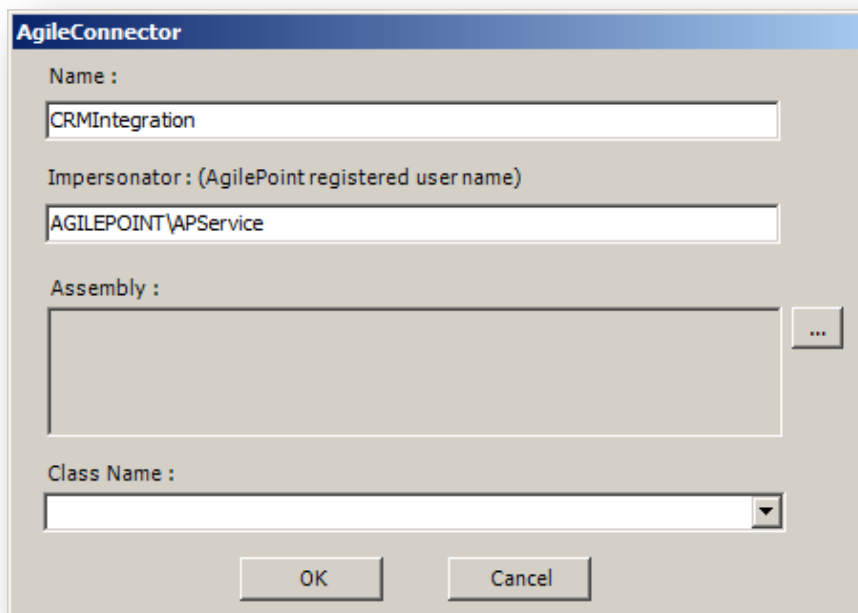 AgileConnector
Name :
CRMIntegration
Impersonator : (AgilePoint registered user name)
AGILEPOINT\APService
Assembly :
...
Class Name :
OK Cancel